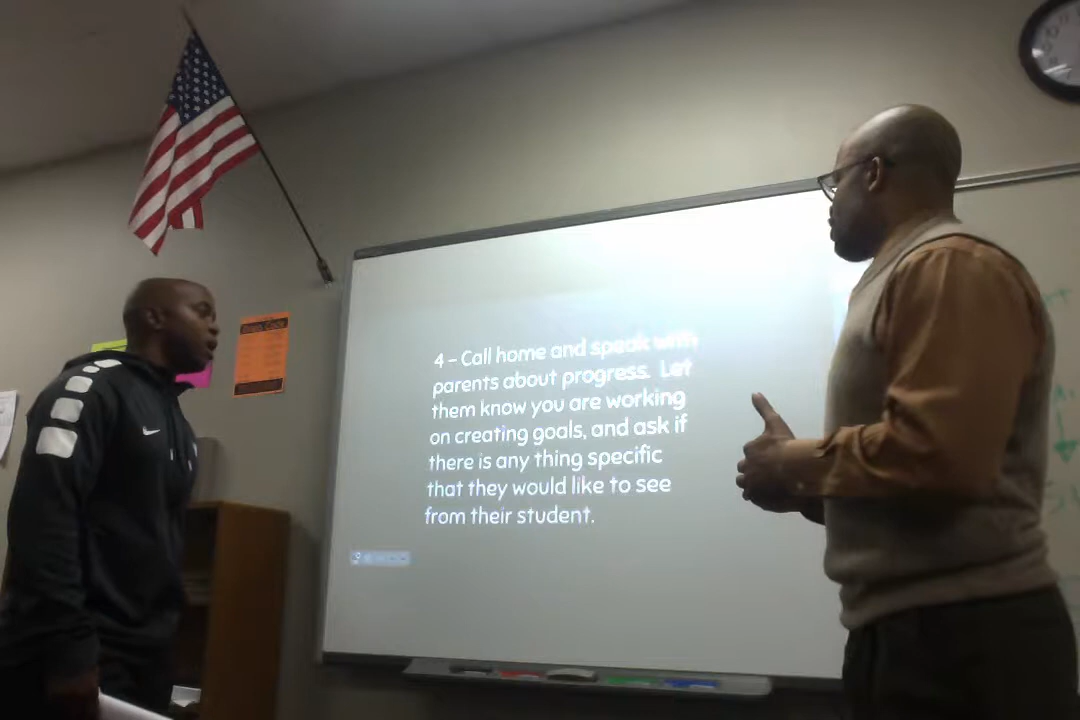 4 – Call home and speak with
parents about progress. Let
them know you are working
on creating goals, and ask if
there is any thing specific
that they would like to see
from their student.